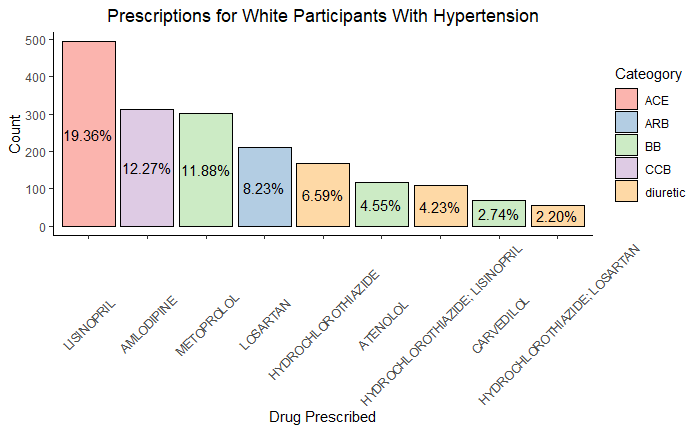 Prescriptions for White Participants With Hypertension
Count
500
400
300
200
100
0
19.36%
12.27%
11.88%
8.23%
6.59%
4.55%
4.23%
2.74%
2.20%
LISINOPRIL
AMLODIPINE
METOPROLOL
LOSARTAN
HYDROCHLOROTHIAZIDE
ATENOLOL
HYDROCHLOROTHIAZIDE; LISINOPRIL
CARVEDILOL
HYDROCHLOROTHIAZIDE; LOSARTAN
Drug Prescribed
Cateogory
ACE
ARB
BB
CCB
diuretic